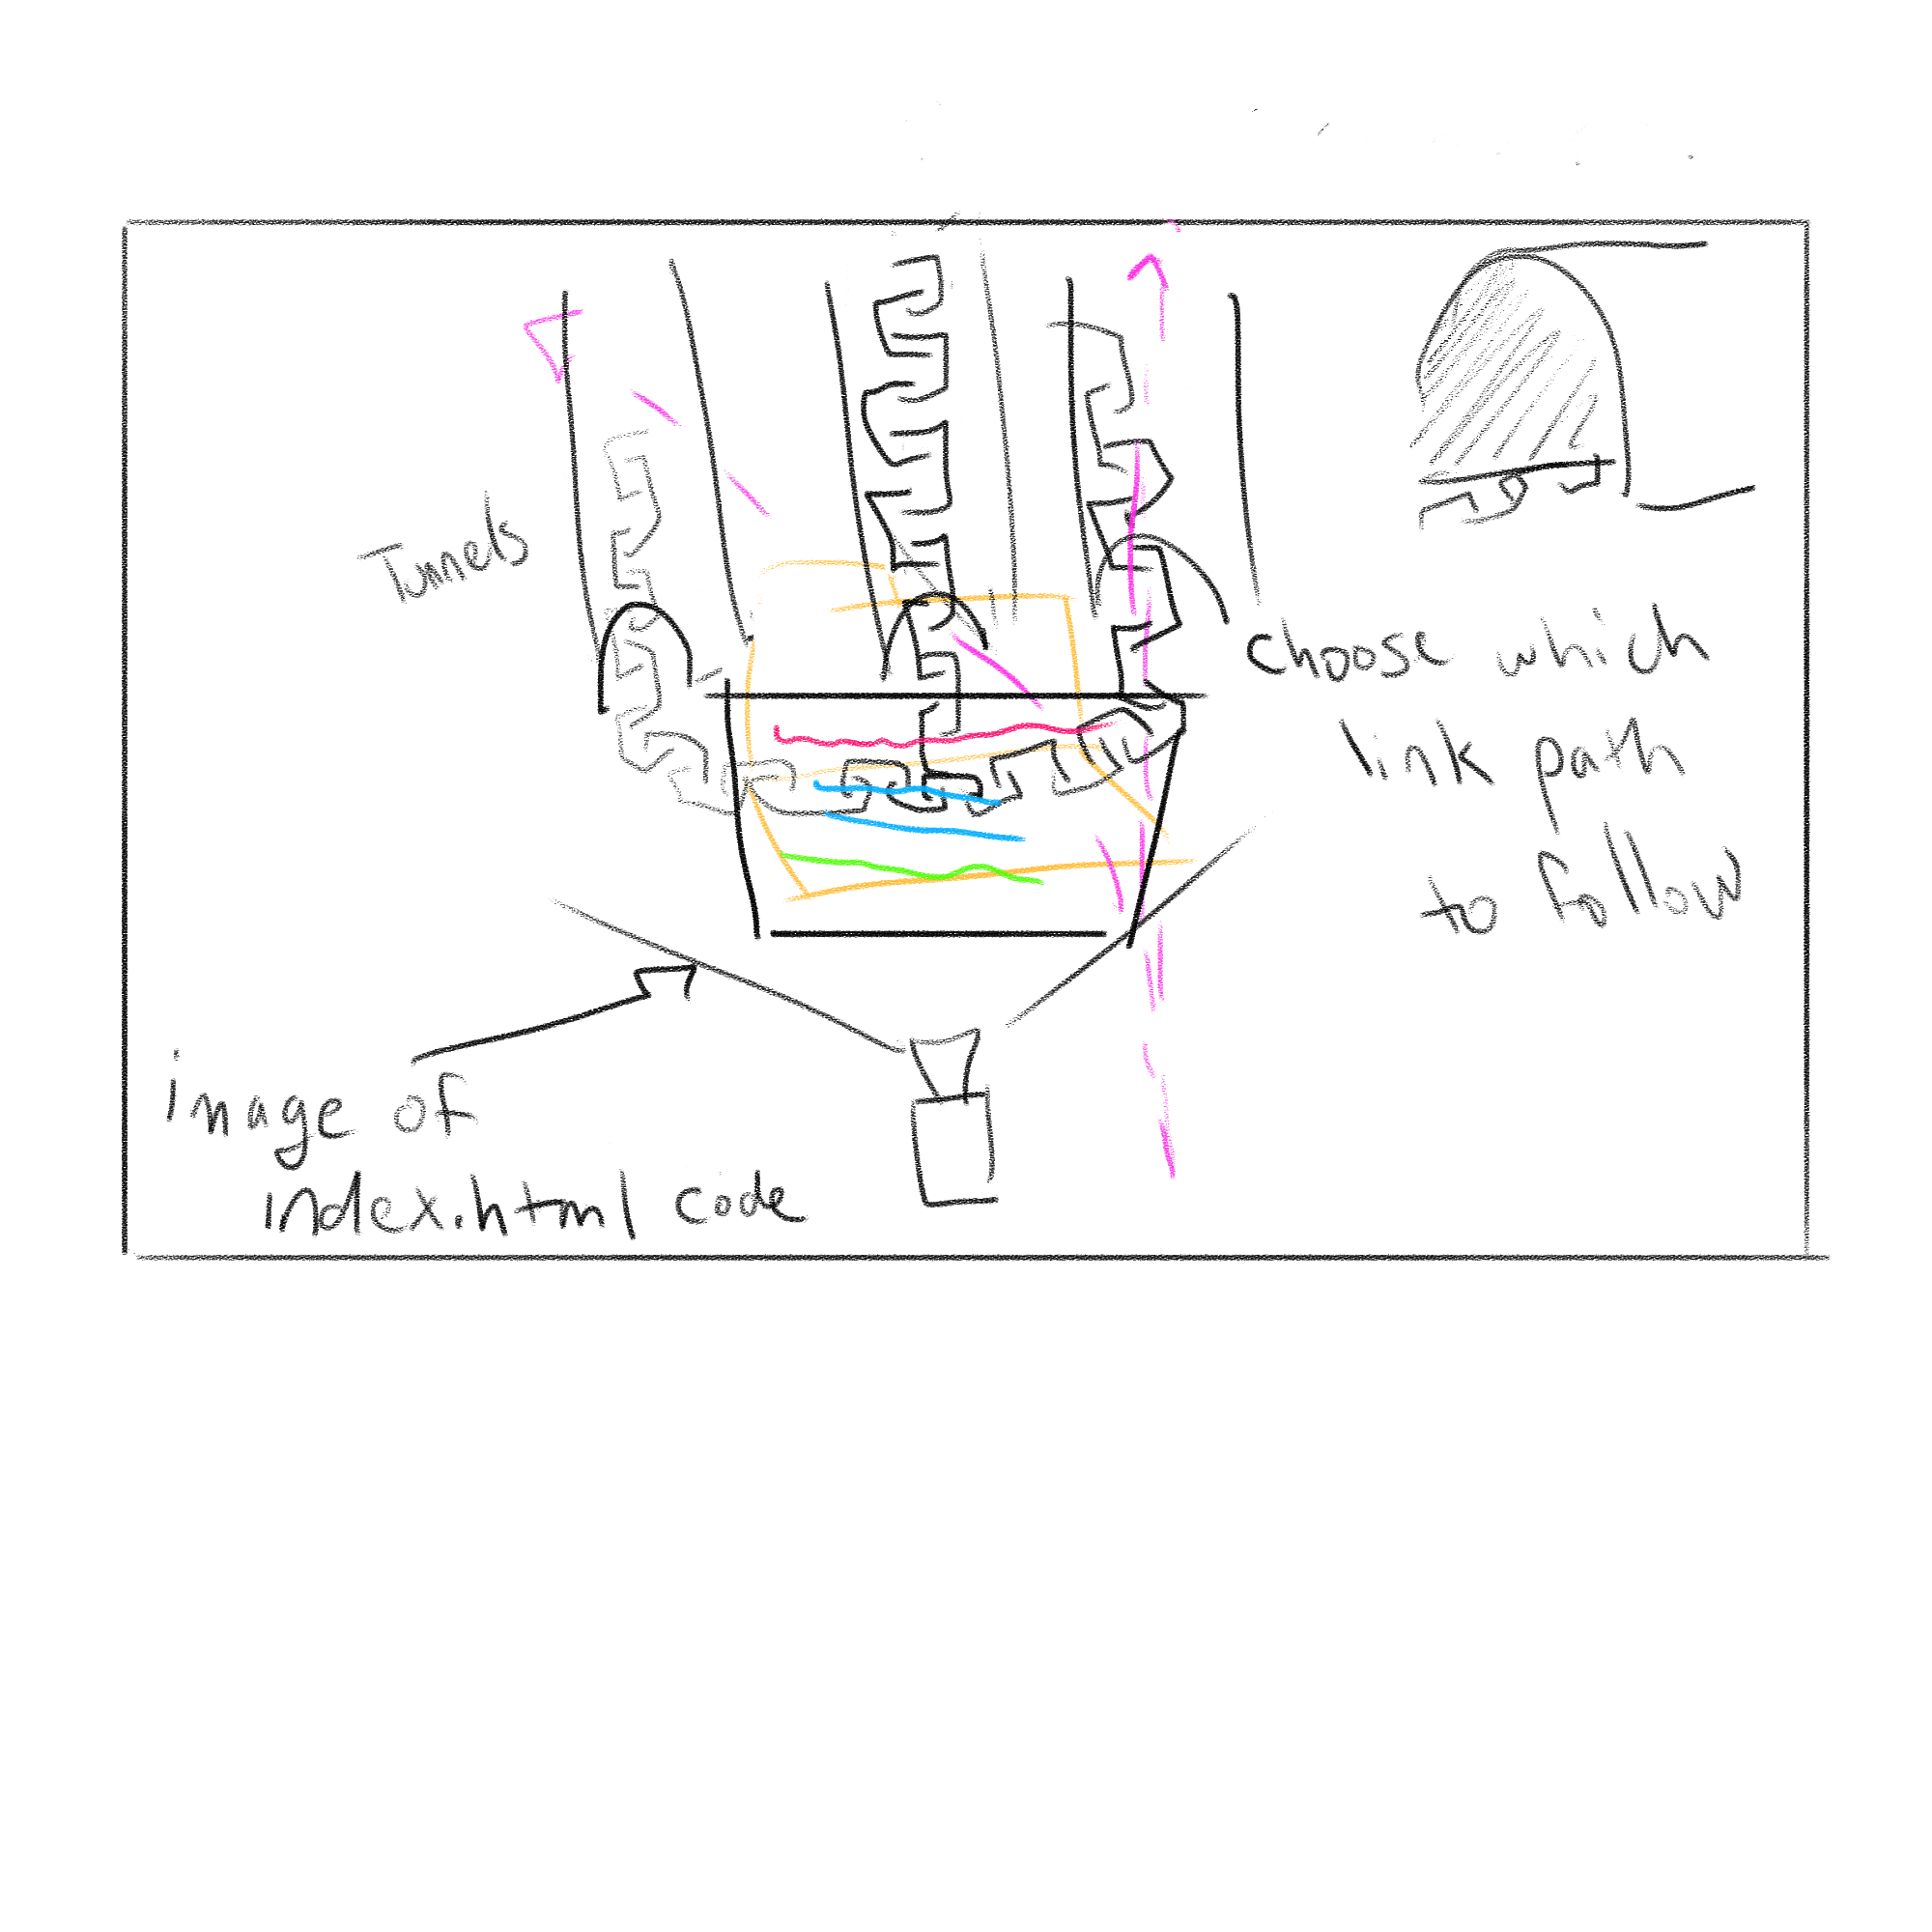 Tunnels
choose which
link path
to follow
image of
index.html code